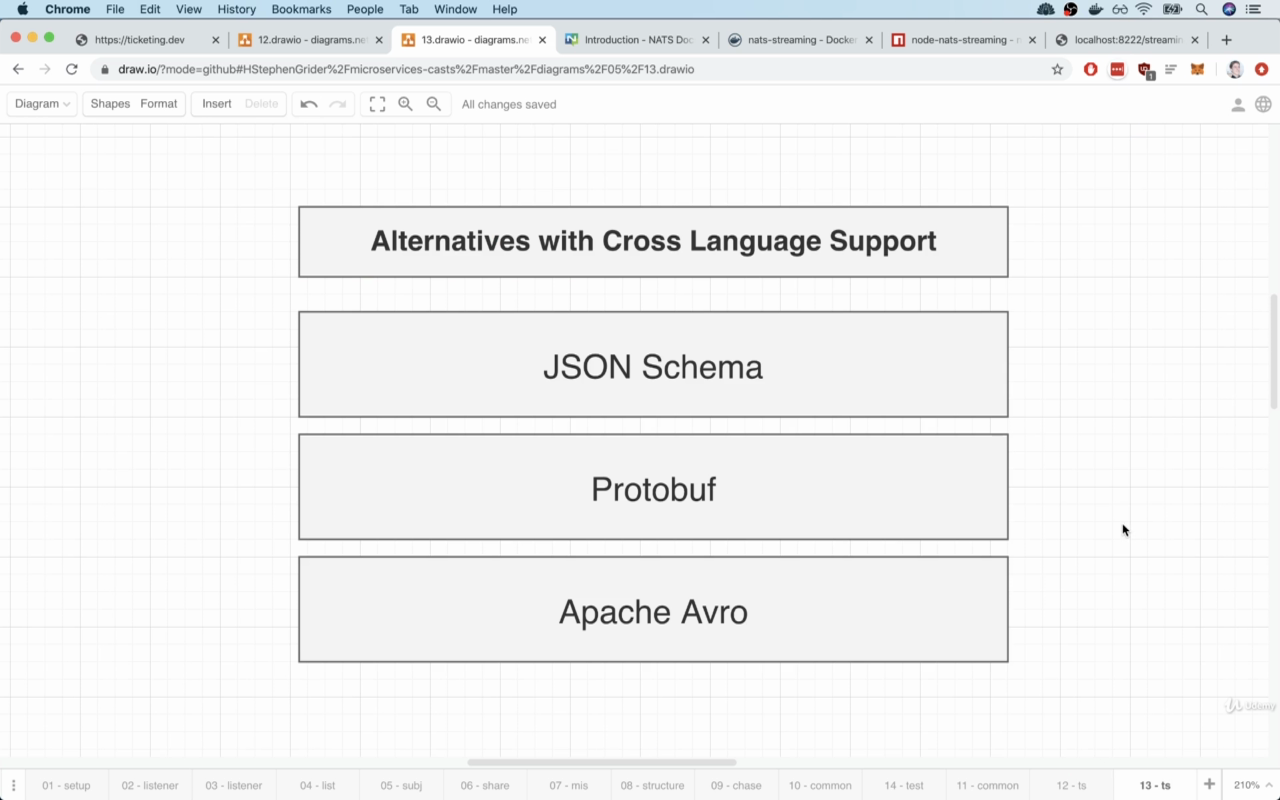 Chrome File Edit View History Bookmarks People Tab Window Help
https://ticketing.dev 12.drawio - diagrams.ne 13.drawio - diagrams.ne Introduction - NATS Doc nats-streaming - Docker node-nats-streaming - localhost:8222/streamin
draw.io/?mode=github#HStephenGrider%2Fmicroservices-casts%2Fmaster%2Fdiagrams%2F05%2F13.drawio
Diagram Shapes Format Insert Delete All changes saved
Alternatives with Cross Language Support
JSON Schema
Protobuf
Apache Avro
Udemy
01 - setup 02 - listener 03 - listener 04 - list 05 - subj 06 - share 07 - mis 08 - structure 09 - chase 10 - common 14 - test 11 - common 12 - ts 13 - ts 210%